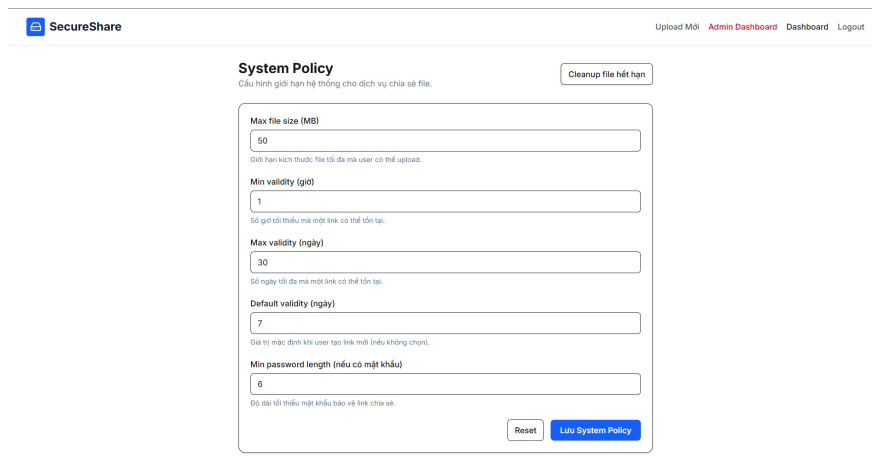 SecureShare
Upload Mới Admin Dashboard Dashboard Logout
System Policy
Cấu hình giới hạn hệ thống cho dịch vụ chia sẻ file.
Cleanup file hết hạn
Max file size (MB)
50
Giới hạn kích thước file tối đa mà user có thể upload.
Min validity (giờ)
1
Số giờ tối thiểu mà một link có thể tồn tại.
Max validity (ngày)
30
Số ngày tối đa mà một link có thể tồn tại.
Default validity (ngày)
7
Giá trị mặc định khi user tạo link mới (nếu không chọn).
Min password length (nếu có mật khẩu)
6
Độ dài tối thiểu mật khẩu bảo vệ link chia sẻ.
Reset Lưu System Policy